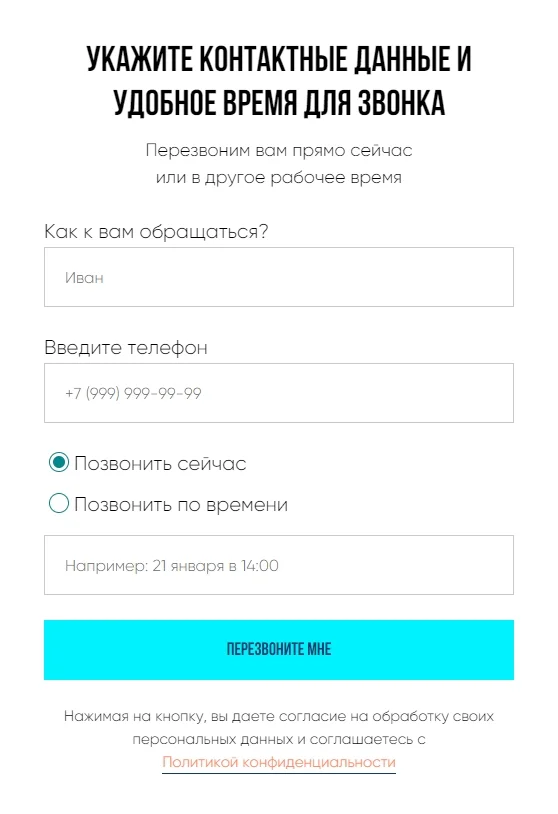 УКАЖИТЕ КОНТАКТНЫЕ ДАННЫЕ И
УДОБНОЕ ВРЕМЯ ДЛЯ ЗВОНКА
Перезвоним вам прямо сейчас
или в другое рабочее время
Как к вам обращаться?
Иван
Введите телефон
+7 (999) 999-99-99
Позвонить сейчас
Позвонить по времени
Например: 21 января в 14:00
ПЕРЕЗВОНИТЕ МНЕ
Нажимая на кнопку, вы даете согласие на обработку своих
персональных данных и соглашаетесь с
Политикой конфиденциальности